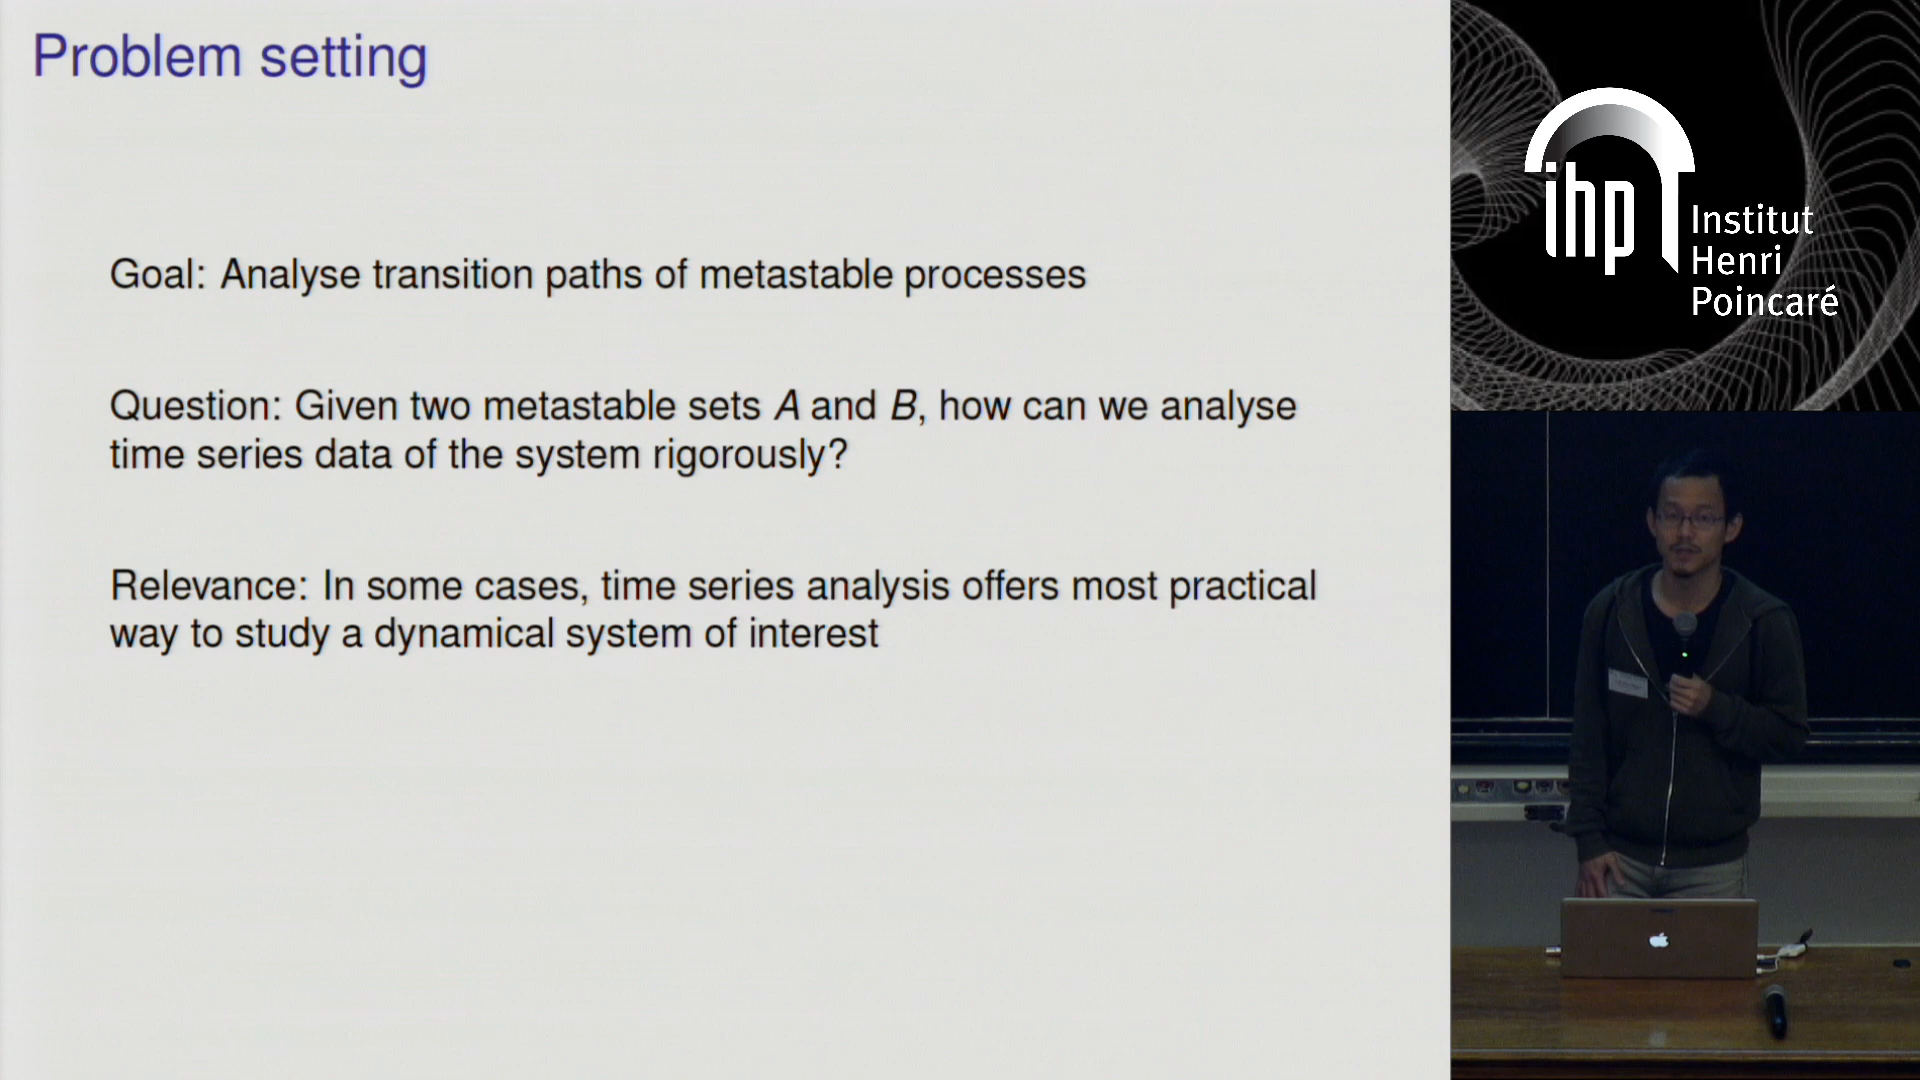 Problem setting
Goal: Analyse transition paths of metastable processes
Question: Given two metastable sets A and B, how can we analyse
time series data of the system rigorously?
Relevance: In some cases, time series analysis offers most practical
way to study a dynamical system of interest
ihp
Institut
Henri
Poincaré